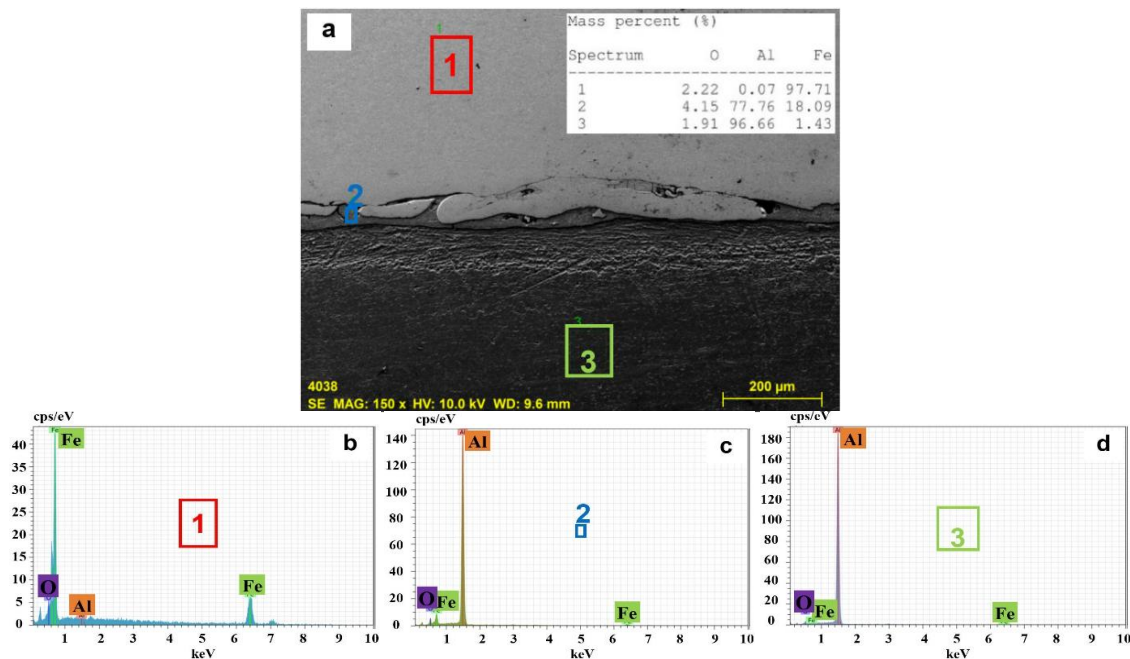 a
Mass percent (%)
Spectrum O Al Fe
1 2.22 0.07 97.71
2 4.15 77.76 18.09
3 1.91 96.66 1.43
1
1
2
3
3
4038
SE MAG: 150 x HV: 10.0 kV WD: 9.6 mm
200 µm
cps/eV
b
40
35
30
25
20
15
10
5
0
Fe
Fe
1
O
Al
Fe
1 2 3 4 5 6 7 8 9 10
keV
cps/eV
c
140
120
100
80
60
40
20
0
Al
Al
2
O
Fe
Fe
1 2 3 4 5 6 7 8 9 10
keV
cps/eV
d
180
160
140
120
100
80
60
40
20
0
Al
Al
3
O
Fe
Fe
Fe
1 2 3 4 5 6 7 8 9 10
keV